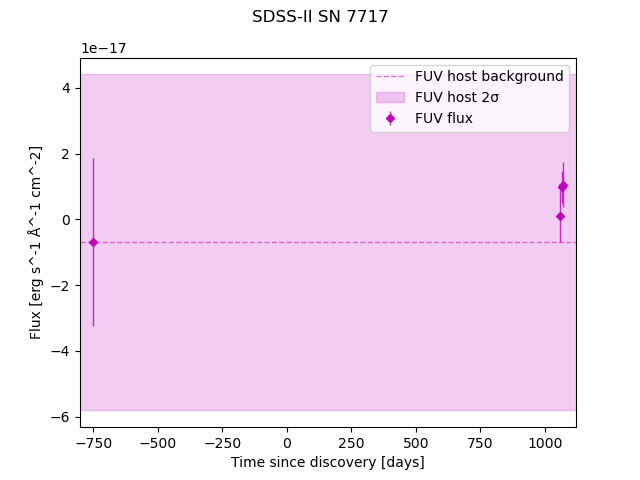 SDSS-II SN 7717
1e−17
FUV host background
FUV host 2σ
FUV flux
4
2
0
−2
−4
−6
Flux [erg s^-1 Å^-1 cm^-2]
−750
−500
−250
0
250
500
750
1000
Time since discovery [days]